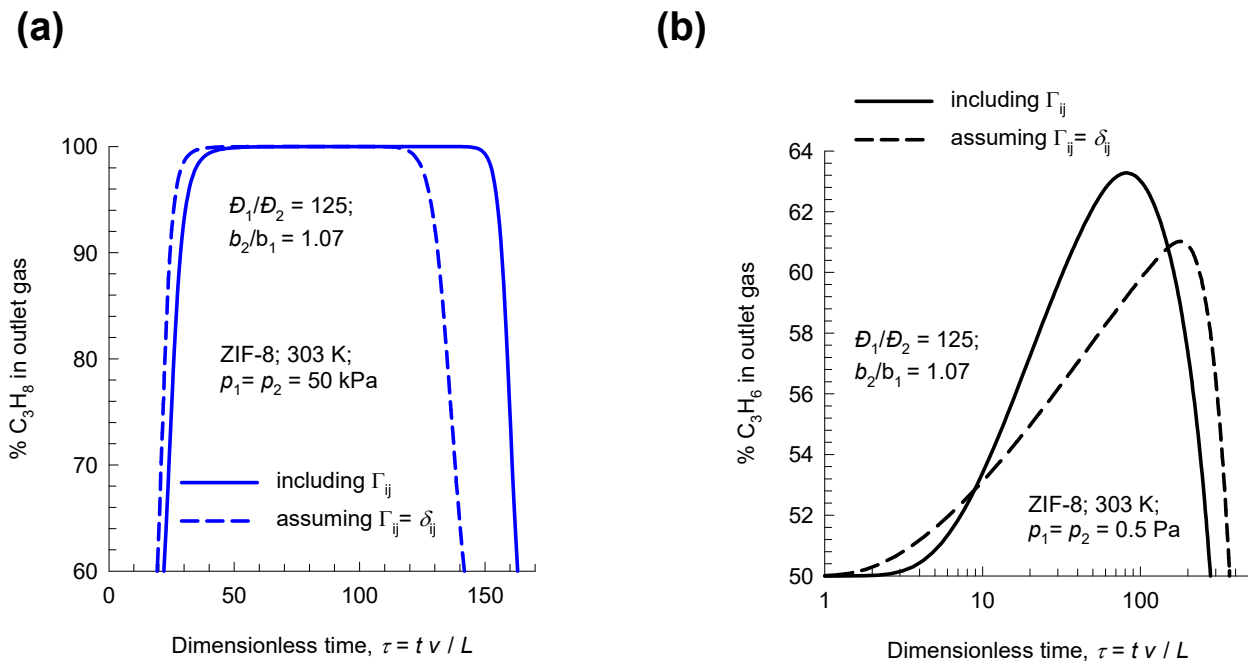 (a)
% C3H8 in outlet gas
100
90
80
70
60
Đ1/Đ2 = 125;
b2/b1 = 1.07
ZIF-8; 303 K;
p1= p2 = 50 kPa
including Γij
assuming Γij= δij
0
50
100
150
Dimensionless time, τ = t v / L
(b)
including Γij
assuming Γij= δij
% C3H6 in outlet gas
64
62
60
58
56
54
52
50
Đ1/Đ2 = 125;
b2/b1 = 1.07
ZIF-8; 303 K;
p1= p2 = 0.5 Pa
1
10
100
Dimensionless time, τ = t v / L